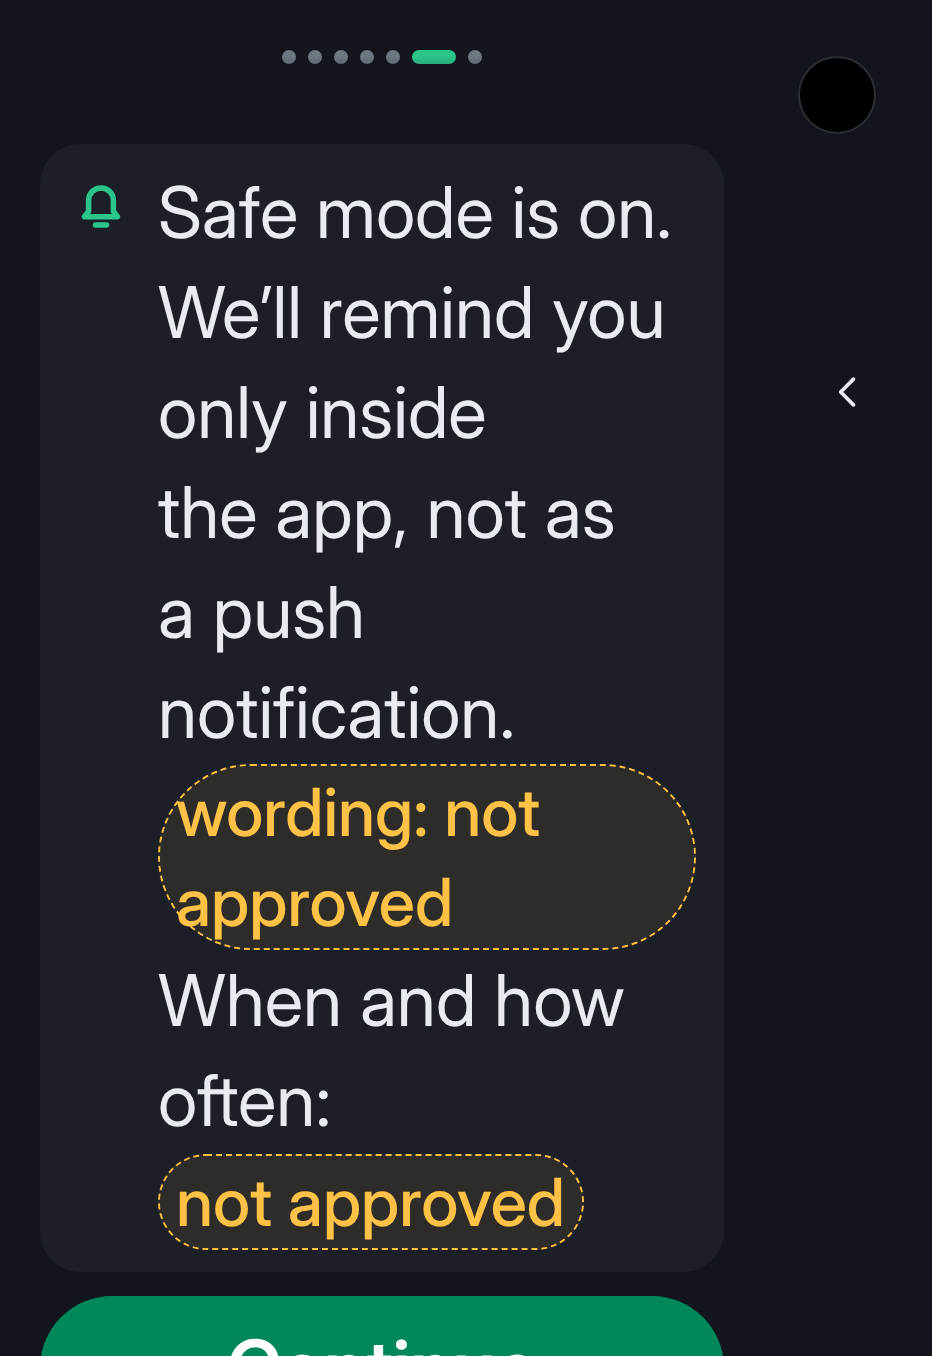 Safe mode is on.
We’ll remind you
only inside
the app, not as
a push
notification.
wording: not
approved
When and how
often:
not approved
Continue